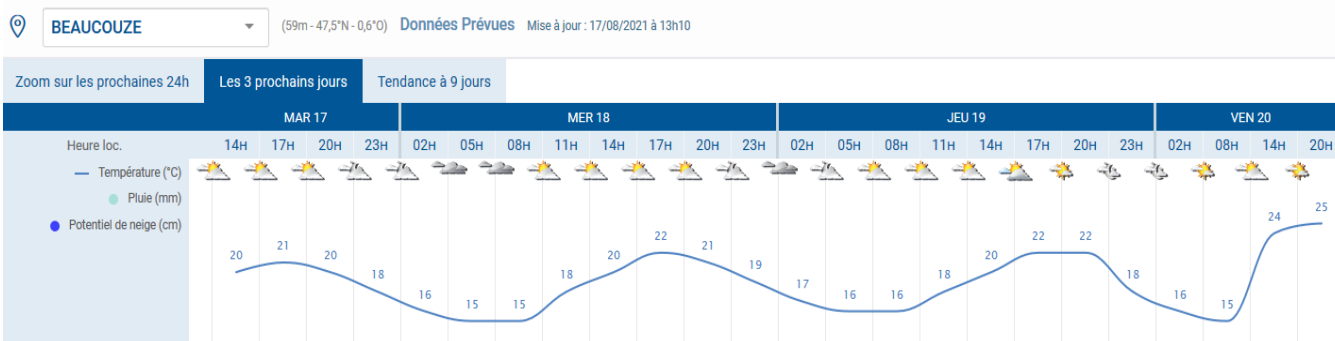 BEAUCOUZE (59m - 47,5°N - 0,6°O) Données Prévues Mise à jour : 17/08/2021 à 13h10
Zoom sur les prochaines 24h Les 3 prochains jours Tendance à 9 jours
MAR 17 MER 18 JEU 19 VEN 20
Heure loc. 14H 17H 20H 23H 02H 05H 08H 11H 14H 17H 20H 23H 02H 05H 08H 11H 14H 17H 20H 23H 02H 08H 14H 20H
Température (°C)
Pluie (mm)
Potentiel de neige (cm)
20 21 20 18 16 15 15 18 20 22 21 19 17 16 16 18 20 22 22 18 16 15 24 25